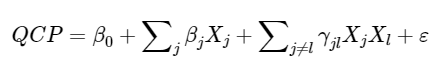 QCP = β₀ + ∑ⱼ βⱼXⱼ + ∑ⱼ≠ₗ γⱼₗXⱼXₗ + ε